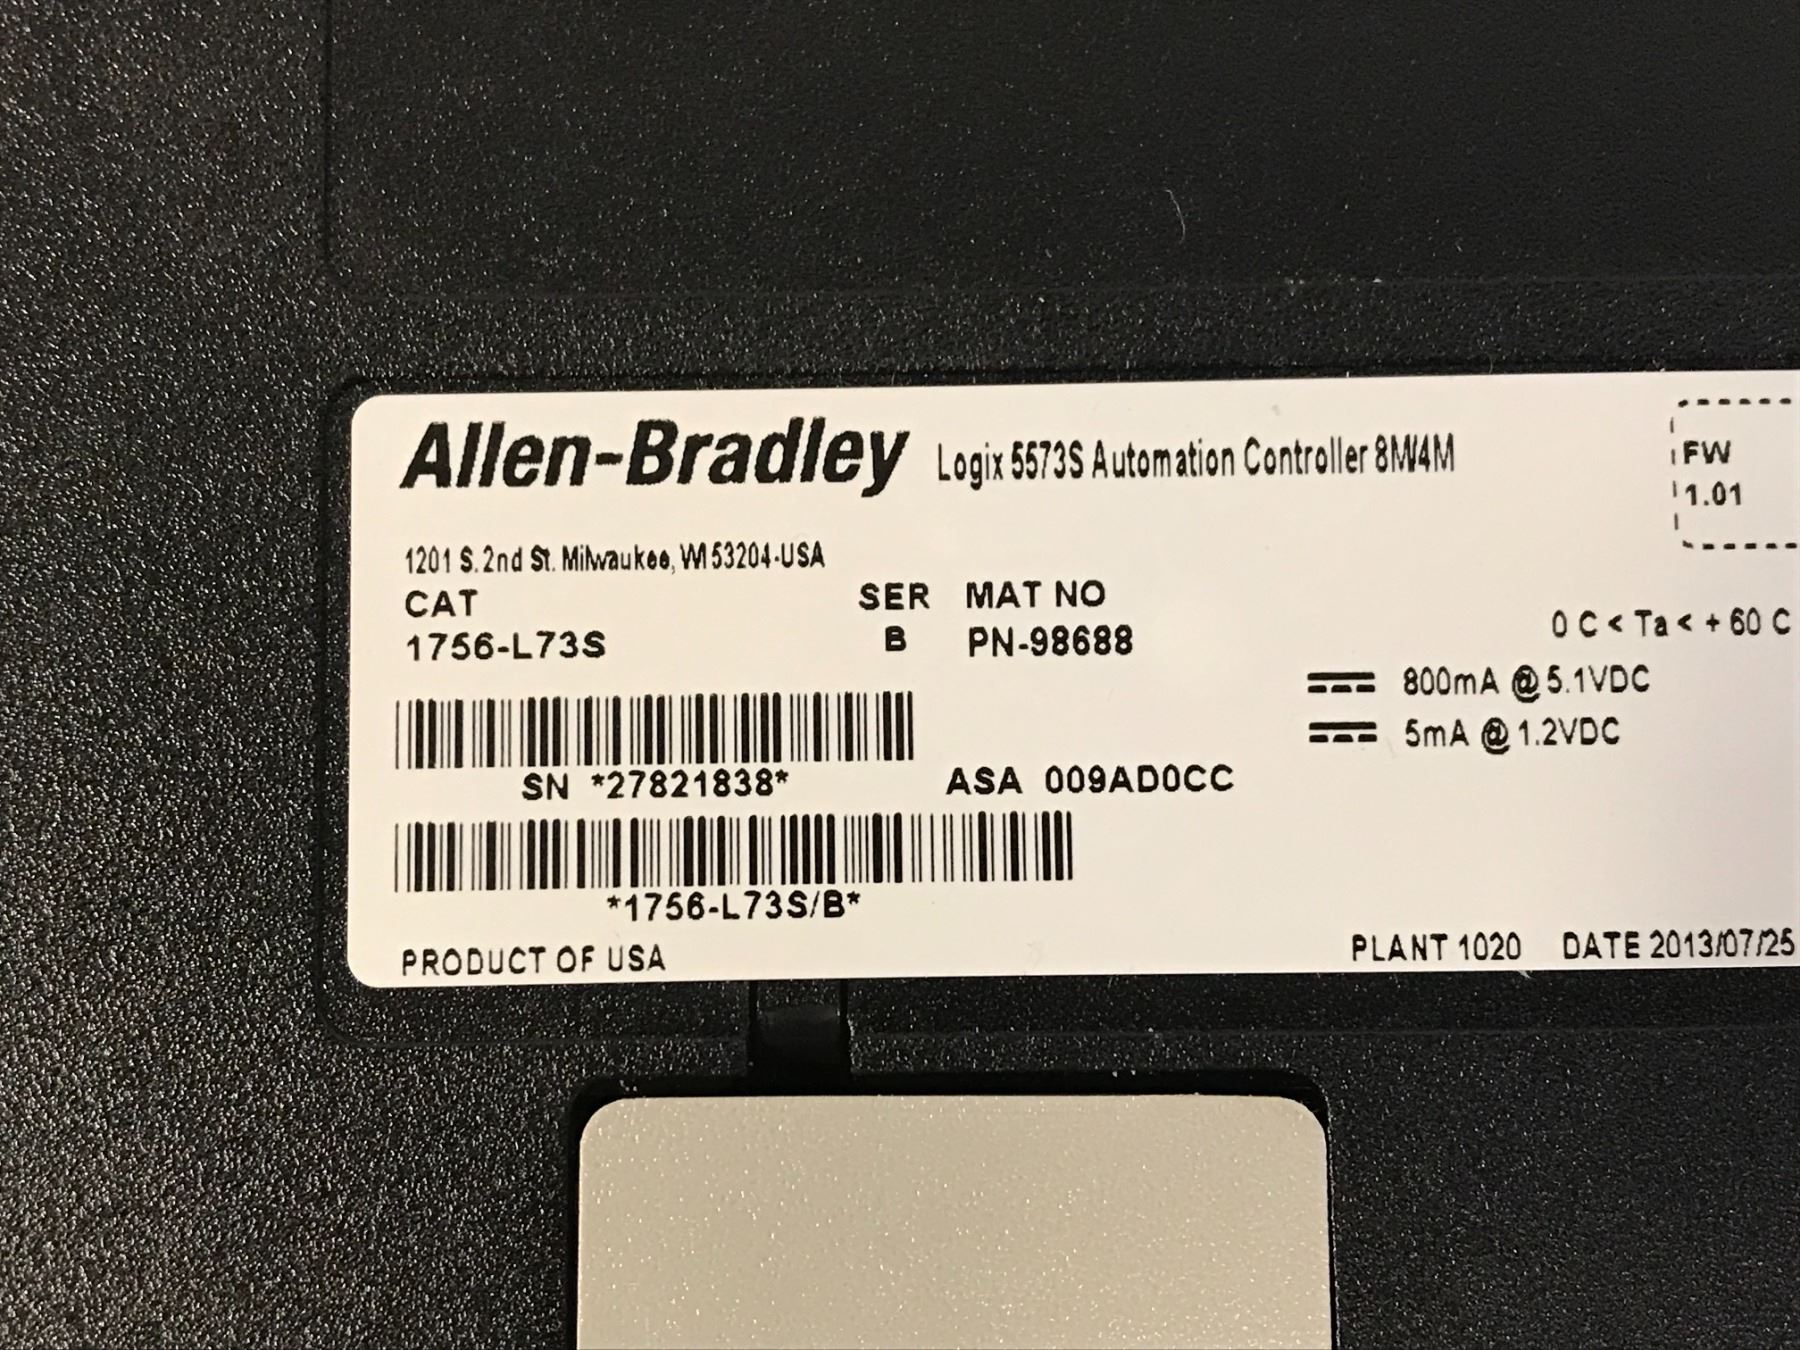 Allen-Bradley Logix 5573S Automation Controller 8M/4M
FW
1.01
1201 S. 2nd St. Milwaukee, WI 53204-USA
CAT SER MAT NO
1756-L73S B PN-98688
0 C < Ta < + 60 C
800mA @ 5.1VDC
5mA @ 1.2VDC
SN *27821838* ASA 009AD0CC
*1756-L73S/B*
PRODUCT OF USA PLANT 1020 DATE 2013/07/25